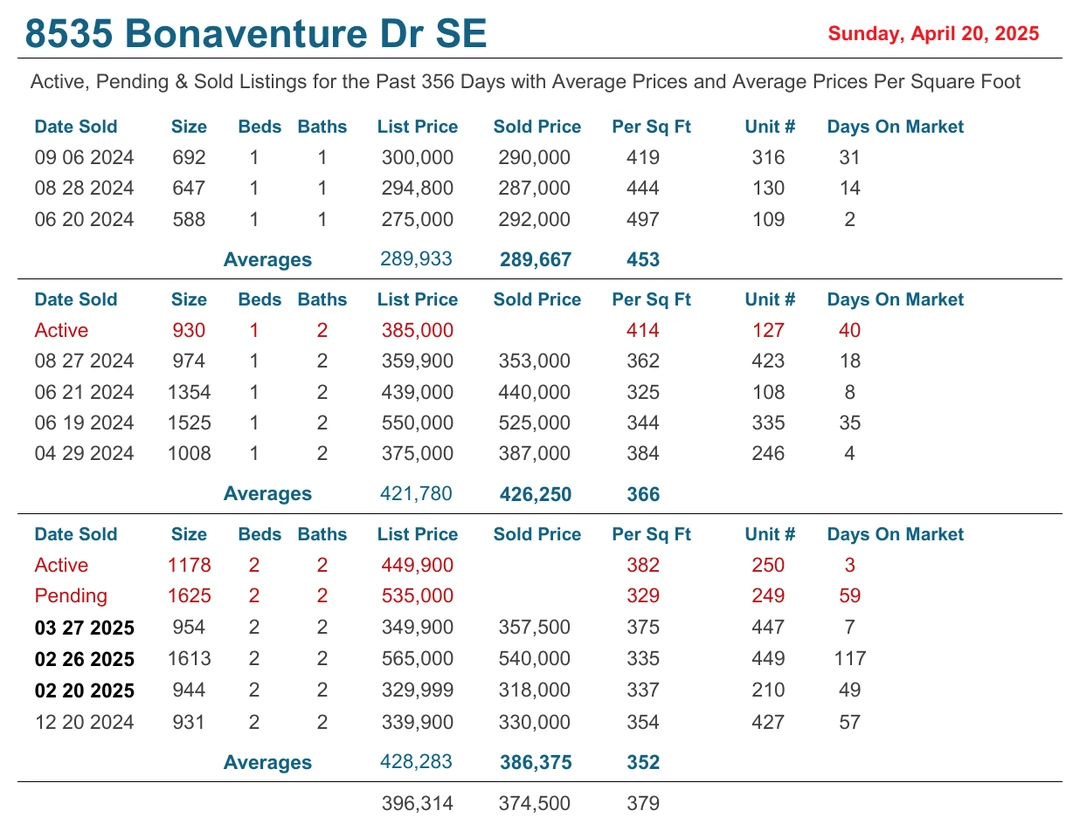 8535 Bonaventure Dr SE Sunday, April 20, 2025
Active, Pending & Sold Listings for the Past 356 Days with Average Prices and Average Prices Per Square Foot
Date Sold Size Beds Baths List Price Sold Price Per Sq Ft Unit # Days On Market
09 06 2024 692 1 1 300,000 290,000 419 316 31
08 28 2024 647 1 1 294,800 287,000 444 130 14
06 20 2024 588 1 1 275,000 292,000 497 109 2
Averages 289,933 289,667 453
Date Sold Size Beds Baths List Price Sold Price Per Sq Ft Unit # Days On Market
Active 930 1 2 385,000 414 127 40
08 27 2024 974 1 2 359,900 353,000 362 423 18
06 21 2024 1354 1 2 439,000 440,000 325 108 8
06 19 2024 1525 1 2 550,000 525,000 344 335 35
04 29 2024 1008 1 2 375,000 387,000 384 246 4
Averages 421,780 426,250 366
Date Sold Size Beds Baths List Price Sold Price Per Sq Ft Unit # Days On Market
Active 1178 2 2 449,900 382 250 3
Pending 1625 2 2 535,000 329 249 59
03 27 2025 954 2 2 349,900 357,500 375 447 7
02 26 2025 1613 2 2 565,000 540,000 335 449 117
02 20 2025 944 2 2 329,999 318,000 337 210 49
12 20 2024 931 2 2 339,900 330,000 354 427 57
Averages 428,283 386,375 352
396,314 374,500 379